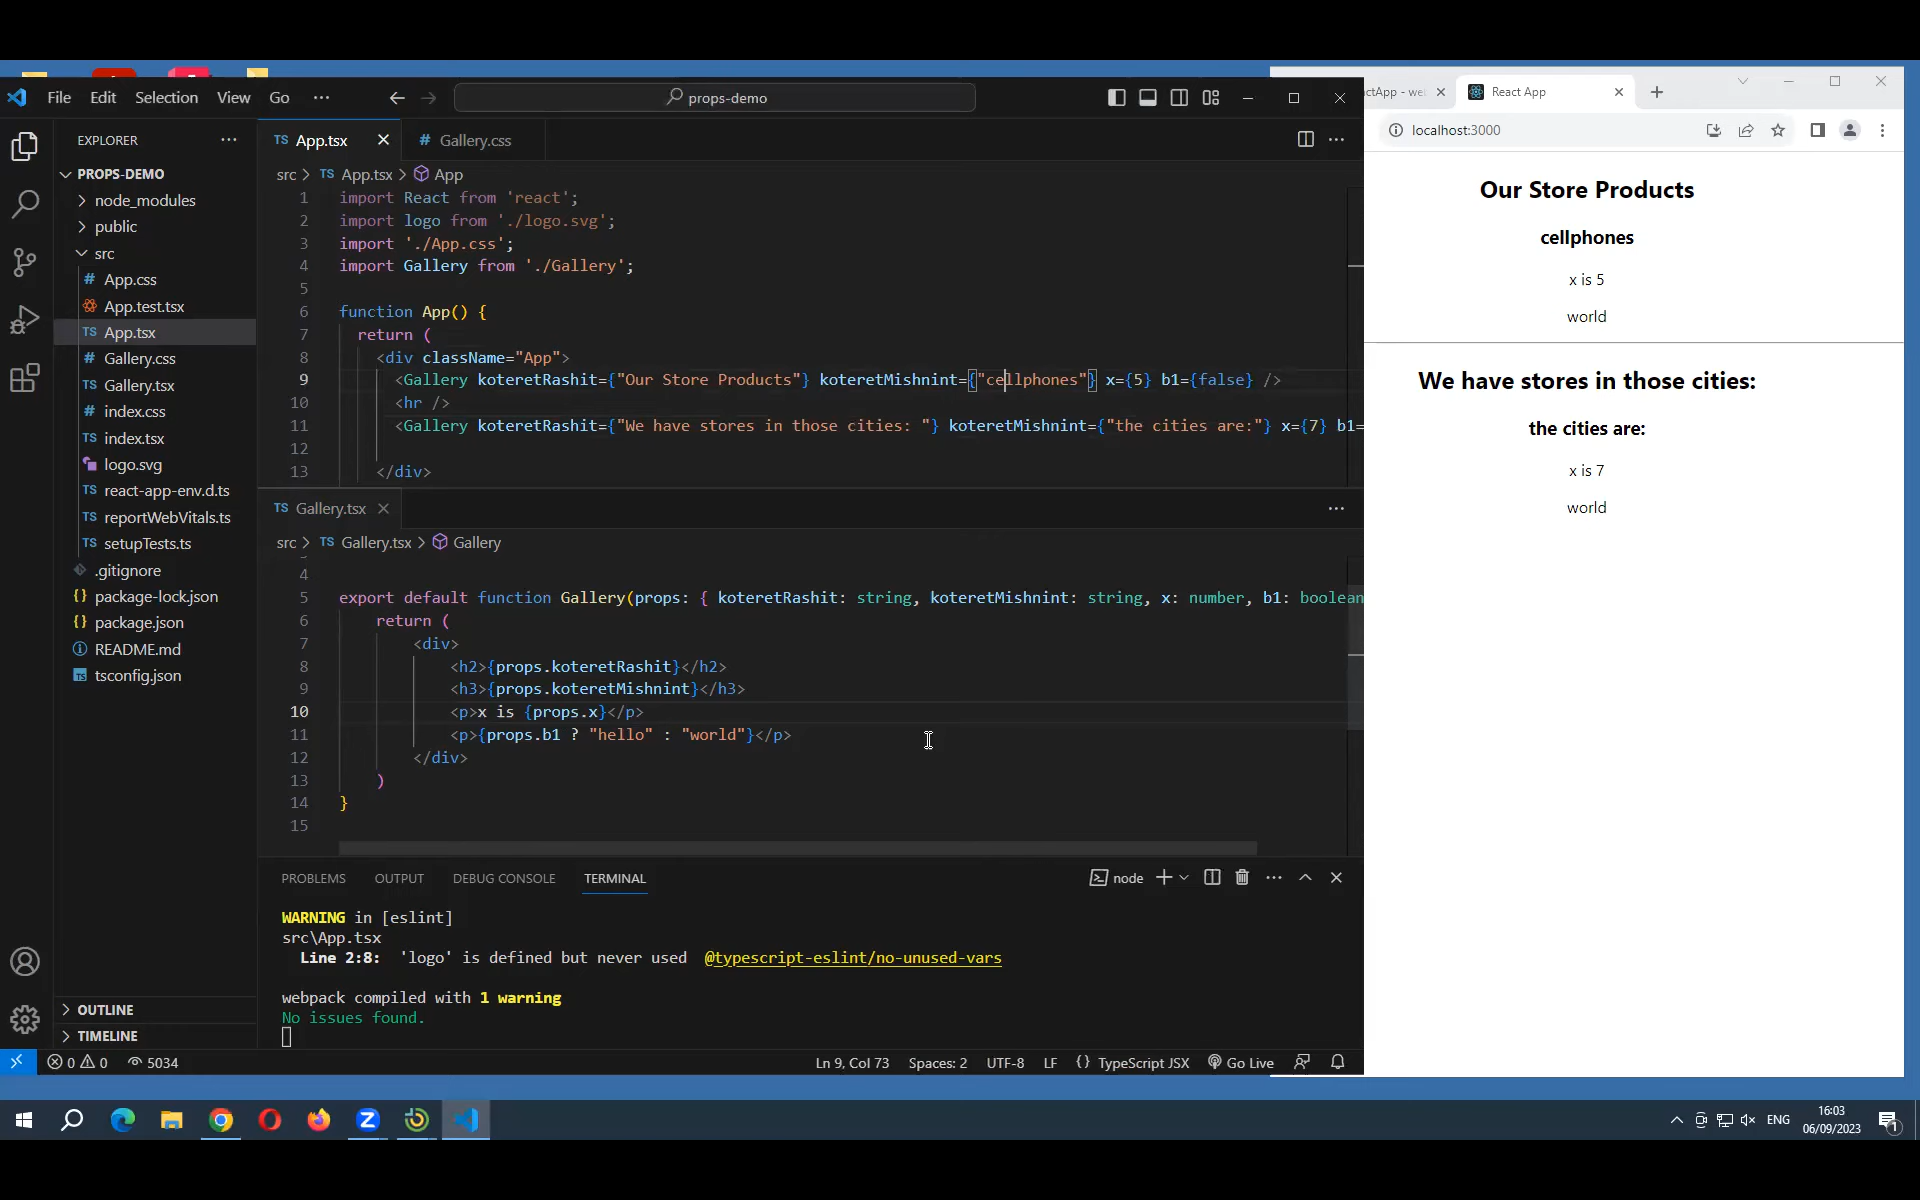 File Edit Selection View Go ··· props-demo
EXPLORER ···
PROPS-DEMO
node_modules
public
src
# App.css
App.test.tsx
TS App.tsx
# Gallery.css
TS Gallery.tsx
# index.css
TS index.tsx
logo.svg
TS react-app-env.d.ts
TS reportWebVitals.ts
TS setupTests.ts
.gitignore
{} package-lock.json
{} package.json
README.md
tsconfig.json
OUTLINE
TIMELINE
TS App.tsx # Gallery.css
src > TS App.tsx > App
1 import React from 'react';
2 import logo from './logo.svg';
3 import './App.css';
4 import Gallery from './Gallery';
5
6 function App() {
7 return (
8 <div className="App">
9 <Gallery koteretRashit={"Our Store Products"} koteretMishnint={"cellphones"} x={5} b1={false} />
10 <hr />
11 <Gallery koteretRashit={"We have stores in those cities: "} koteretMishnint={"the cities are:"} x={7} b1=
12
13 </div>
TS Gallery.tsx
src > TS Gallery.tsx > Gallery
4
5 export default function Gallery(props: { koteretRashit: string, koteretMishnint: string, x: number, b1: boolean
6 return (
7 <div>
8 <h2>{props.koteretRashit}</h2>
9 <h3>{props.koteretMishnint}</h3>
10 <p>x is {props.x}</p>
11 <p>{props.b1 ? "hello" : "world"}</p>
12 </div>
13 )
14 }
15
PROBLEMS OUTPUT DEBUG CONSOLE TERMINAL node
WARNING in [eslint]
src\App.tsx
Line 2:8: 'logo' is defined but never used @typescript-eslint/no-unused-vars
webpack compiled with 1 warning
No issues found.
0 0 5034 Ln 9, Col 73 Spaces: 2 UTF-8 LF {} TypeScript JSX Go Live
React App
localhost:3000
Our Store Products
cellphones
x is 5
world
We have stores in those cities:
the cities are:
x is 7
world
ENG
16:03
06/09/2023
1